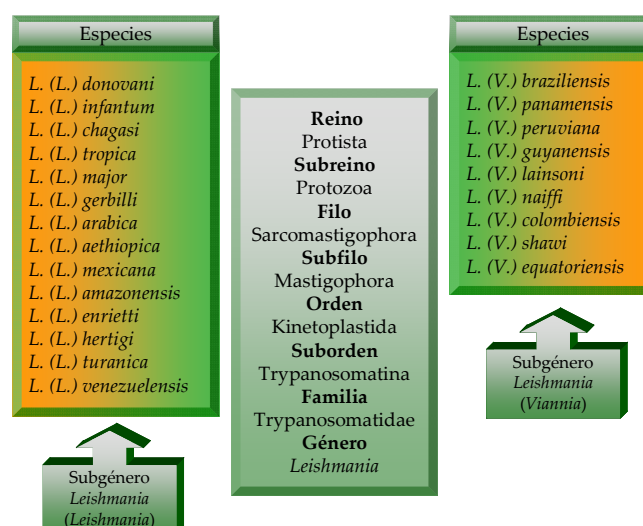 Especies
L. (L.) donovani
L. (L.) infantum
L. (L.) chagasi
L. (L.) tropica
L. (L.) major
L. (L.) gerbilli
L. (L.) arabica
L. (L.) aethiopica
L. (L.) mexicana
L. (L.) amazonensis
L. (L.) enrietti
L. (L.) hertigi
L. (L.) turanica
L. (L.) venezuelensis
Subgénero
Leishmania
(Leishmania)
Reino
Protista
Subreino
Protozoa
Filo
Sarcomastigophora
Subfilo
Mastigophora
Orden
Kinetoplastida
Suborden
Trypanosomatina
Familia
Trypanosomatidae
Género
Leishmania
Especies
L. (V.) braziliensis
L. (V.) panamensis
L. (V.) peruviana
L. (V.) guyanensis
L. (V.) lainsoni
L. (V.) naiffi
L. (V.) colombiensis
L. (V.) shawi
L. (V.) equatoriensis
Subgénero
Leishmania
(Viannia)